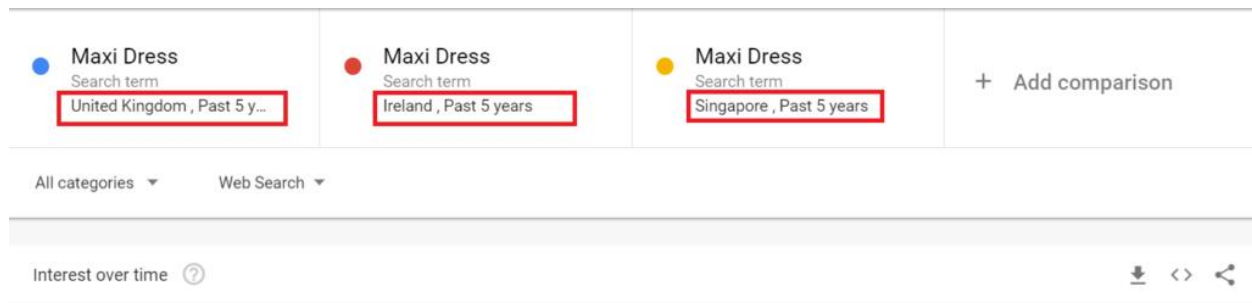 Maxi Dress
Search term
United Kingdom , Past 5 y...
Maxi Dress
Search term
Ireland , Past 5 years
Maxi Dress
Search term
Singapore , Past 5 years
+ Add comparison
All categories
Web Search
Interest over time ?